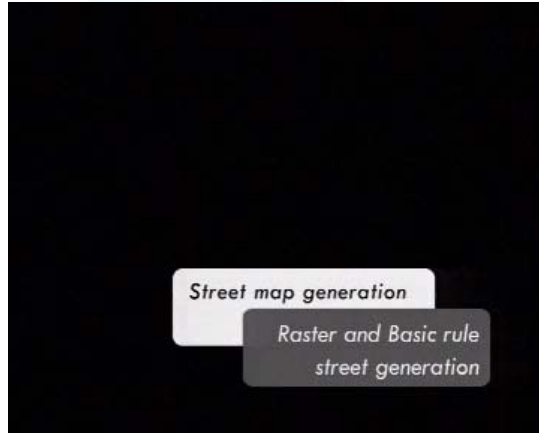 Street map generation
Raster and Basic rule
street generation